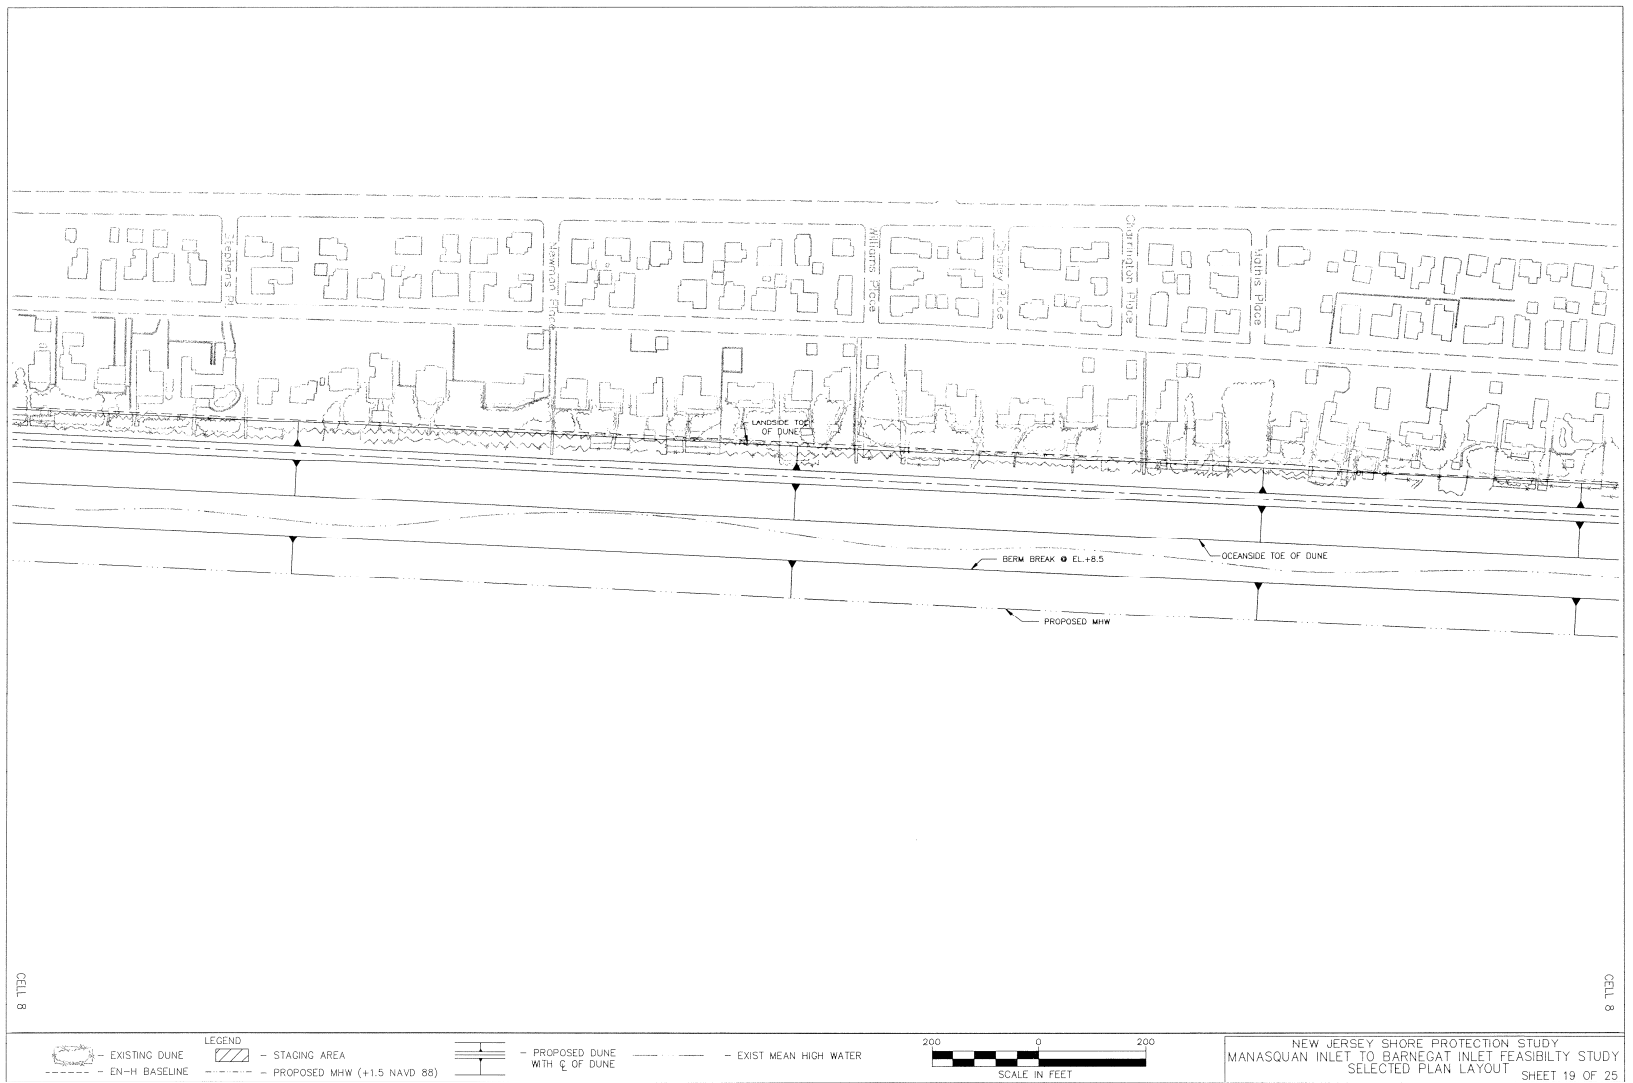 Stephens Pl
Newman Place
Williams Place
Place
Charrington Place
Mains Place
LANDSIDE TOE
OF DUNE
OCEANSIDE TOE OF DUNE
BERM BREAK @ EL.+8.5
PROPOSED MHW
CELL 8
CELL 8
LEGEND
- EXISTING DUNE
- STAGING AREA
- EN-H BASELINE
- PROPOSED MHW (+1.5 NAVD 88)
- PROPOSED DUNE
WITH ℄ OF DUNE
- EXIST MEAN HIGH WATER
200 0 200
SCALE IN FEET
NEW JERSEY SHORE PROTECTION STUDY
MANASQUAN INLET TO BARNEGAT INLET FEASIBILTY STUDY
SELECTED PLAN LAYOUT
SHEET 19 OF 25